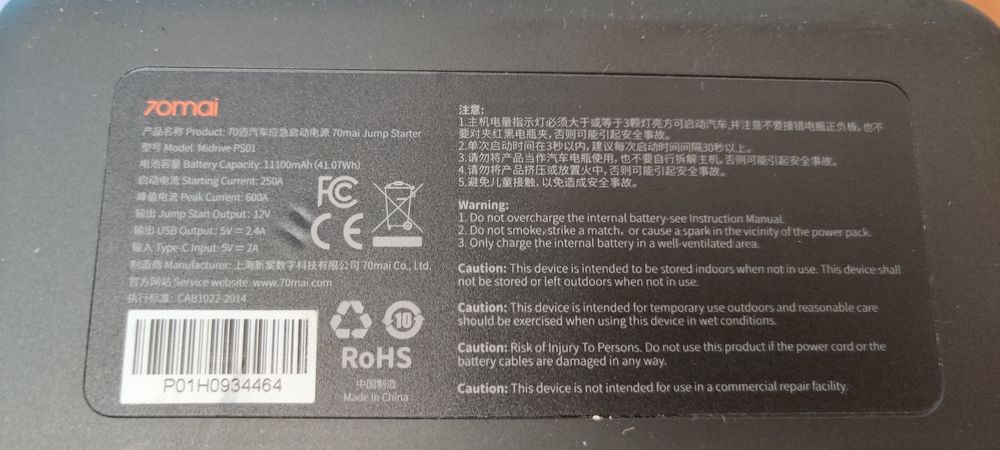 70mai
产品名称 Product: 70迈汽车应急启动电源 70mai Jump Starter
型号 Model: Midrive-PS01
电池容量 Battery Capacity: 11100mAh (41.07Wh)
启动电流 Starting Current: 250A
峰值电流 Peak Current: 600A
输出 Jump Start Output: 12V
输出 USB Output: 5V = 2.4A
输入 Type-C Input: 5V = 2A
制造商 Manufacturer: 上海新案数字科技有限公司 70mai Co., Ltd.
官方网站 Service website: www.70mai.com
执行标准: CAB1022-2014
FC
CE
P01H0934464
10
RoHS
中国制造
Made in China
注意:
1.主机电量指示灯必须大于或等于3颗灯亮方可启动汽车,并注意不要接错电瓶正负极,也不
要对夹红黑电瓶夹,否则可能引起安全事故。
2.单次启动时间在3秒以内,建议每次启动时间间隔30秒以上。
3.请勿将产品当作汽车电瓶使用,也不要自行拆解主机,否则可能引起安全事故。
4.请勿将产品挤压或放置火中,否则可能引起安全事故。
5.避免儿童接触,以免造成安全事故。
Warning:
1. Do not overcharge the internal battery-see Instruction Manual.
2. Do not smoke, strike a match, or cause a spark in the vicinity of the power pack.
3. Only charge the internal battery in a well-ventilated area.
Caution: This device is intended to be stored indoors when not in use. This device shall
not be stored or left outdoors when not in use.
Caution: This device is intended for temporary use outdoors and reasonable care
should be exercised when using this device in wet conditions.
Caution: Risk of Injury To Persons. Do not use this product if the power cord or the
battery cables are damaged in any way.
Caution: This device is not intended for use in a commercial repair facility.